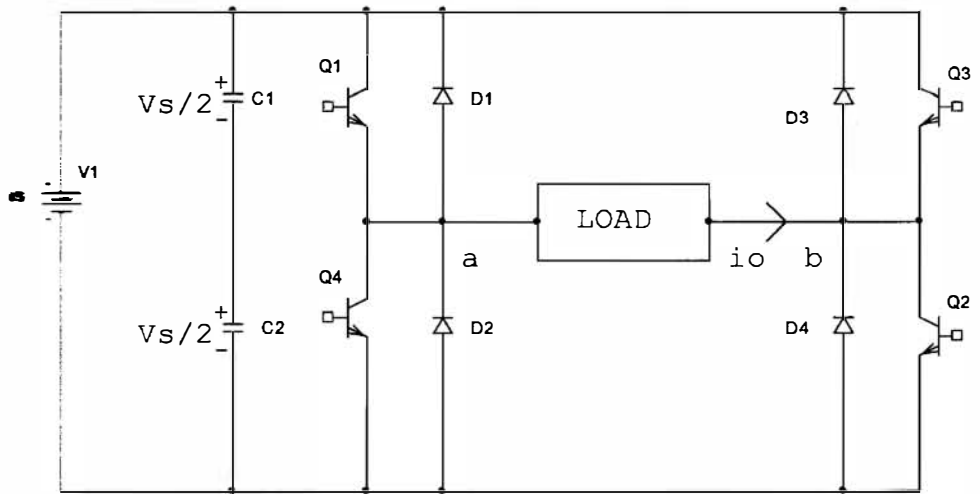 Q1
Q3
+
Vs/2
-
C1
D1
D3
V1
LOAD
a
io
b
Q4
Q2
+
Vs/2
-
C2
D2
D4